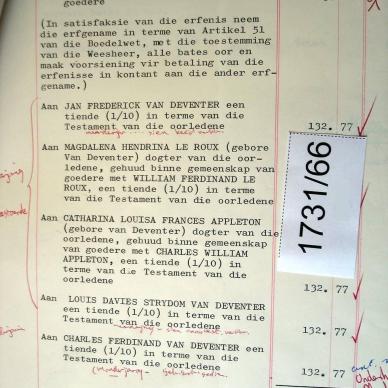 goedere
(In satisfaksie van die erfenis neem
die erfgename in terme van Artikel 51
van die Boedelwet, met die toestemming
van die Weesheer, alle bates oor en
maak voorsiening vir betaling van die
erfenisse in kontant aan die ander erf-
gename.)
Aan JAN FREDERICK VAN DEVENTER een
tiende (1/10) in terme van die
Testament van die oorledene 132. 77
Aan MAGDALENA HENDRINA LE ROUX (gebore
Van Deventer) dogter van die oor-
ledene, gehuud binne gemeenskap van
goedere met WILLIAM FERDINAND LE
ROUX, een tiende (1/10) in terme
van die Testament van die oorledene
1731/66
Aan CATHARINA LOUISA FRANCES APPLETON
(gebore van Deventer) dogter van die
oorledene, gehuud binne gemeenskap
van goedere met CHARLES WILLIAM
APPLETON, een tiende (1/10) in
terme van die Testament van die
oorledene 132. 77
Aan LOUIS DAVIES STRYDOM VAN DEVENTER
een tiende (1/10) in terme van die
Testament van die oorledene 132. 77
Aan CHARLES FERDINAND VAN DEVENTER
een tiende (1/10) in terme van die
Testament van die oorledene 132. 77